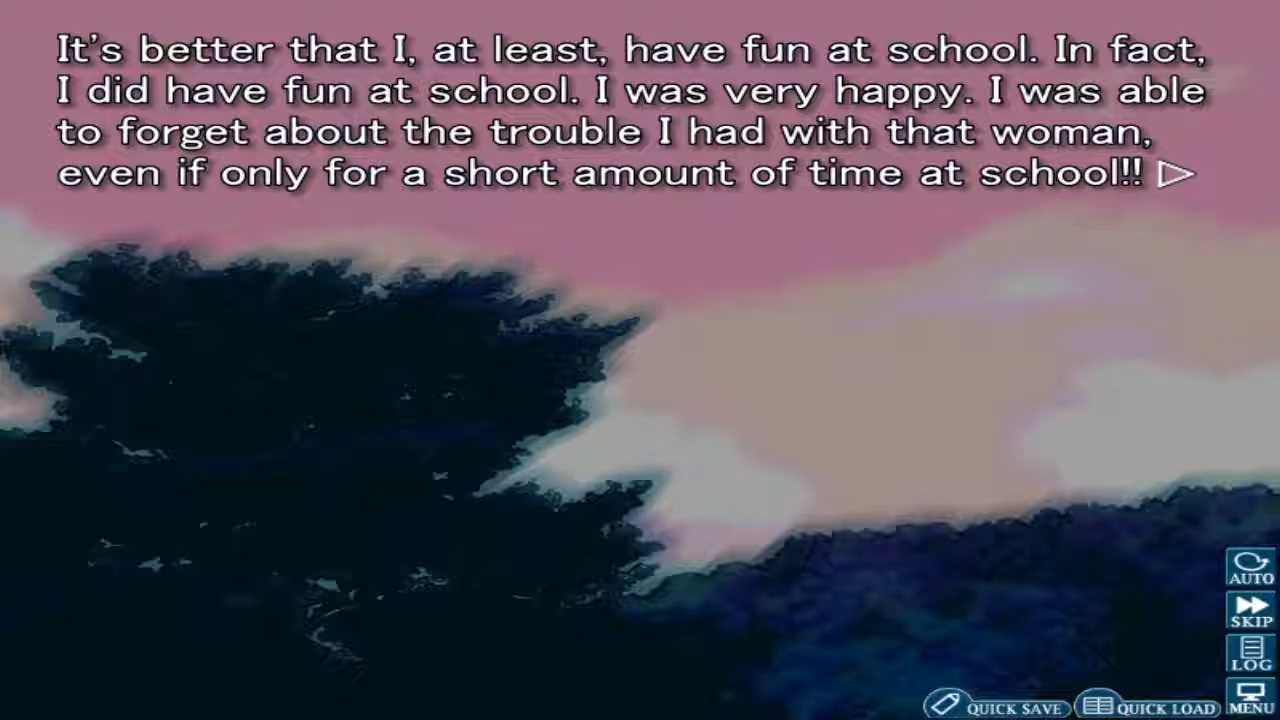 It's better that I, at least, have fun at school. In fact,
I did have fun at school. I was very happy. I was able
to forget about the trouble I had with that woman,
even if only for a short amount of time at school!!
AUTO
SKIP
LOG
QUICK SAVE
QUICK LOAD
MENU